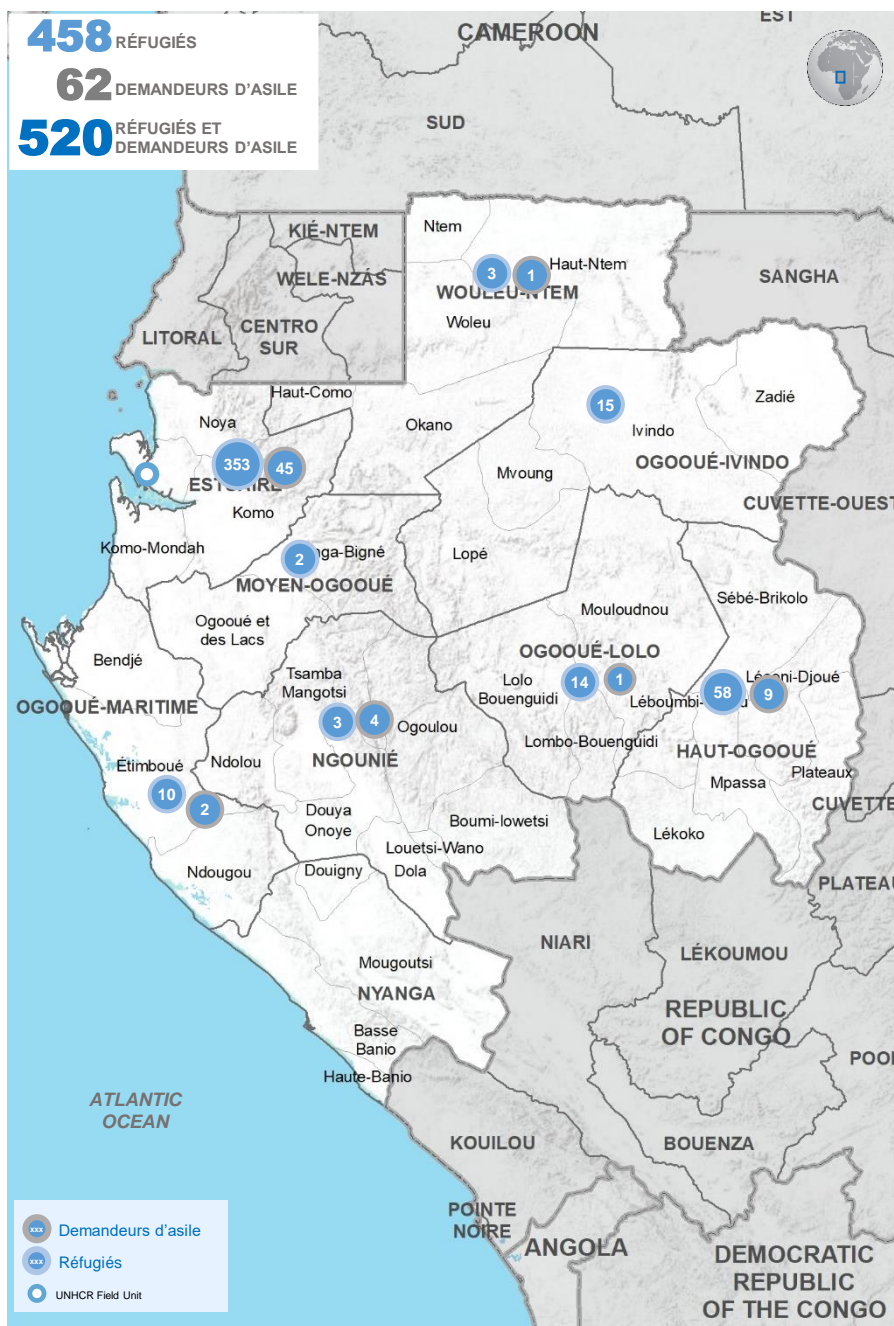 458 RÉFUGIÉS
62 DEMANDEURS D'ASILE
520 RÉFUGIÉS ET
DEMANDEURS D'ASILE
EST
CAMEROON
SUD
KIÉ-NTEM
WELE-NZÁS
LITORAL
CENTRO
SUR
SANGHA
Ntem
Haut-Ntem
3
1
WOULEU-NTEM
Woleu
Haut-Como
Noya
Okano
Zadié
15
Ivindo
OGOOUÉ-IVINDO
Mvoung
CUVETTE-OUEST
353
45
Komo
Komo-Mondah
Lopé
2
MOYEN-OGOOUÉ
Sébé-Brikolo
Ogooué et
des Lacs
Mouloudnou
OGOOUÉ-LOLO
Bendjé
Tsamba
Mangotsi
Lolo
Bouenguidi
14
1
58
9
OGOOUÉ-MARITIME
3
4
Ogoulou
NGOUNIÉ
Lombo-Bouenguidi
HAUT-OGOOUÉ
Étimboué
Ndolou
Plateaux
Mpassa
10
2
CUVETTE
Douya
Onoye
Boumi-lowetsi
Lékoko
Louetsi-Wano
Ndougou
Douigny
Dola
NIARI
LÉKOUMOU
Mougoutsi
NYANGA
REPUBLIC
OF CONGO
Basse
Banio
Haute-Banio
ATLANTIC
OCEAN
KOUILOU
BOUENZA
POINTE
NOIRE
ANGOLA
DEMOCRATIC
REPUBLIC
OF THE CONGO
xxx Demandeurs d'asile
xxx Réfugiés
UNHCR Field Unit